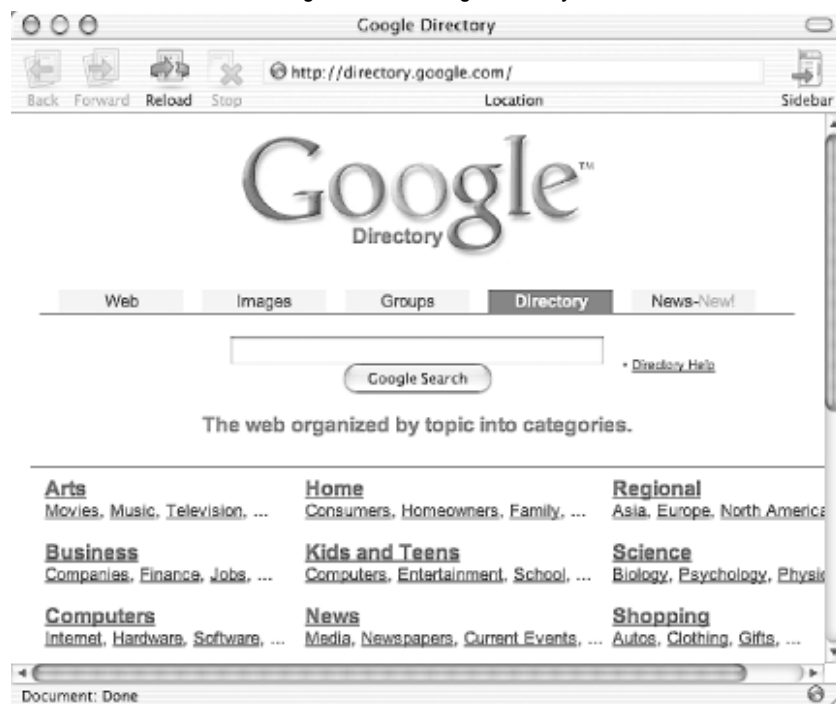 Google Directory
http://directory.google.com/
Back Forward Reload Stop Location Sidebar
Google™
Directory
Web Images Groups Directory News-New!
Google Search
• Directory Help
The web organized by topic into categories.
Arts Home Regional
Movies, Music, Television, ... Consumers, Homeowners, Family, ... Asia, Europe, North America
Business Kids and Teens Science
Companies, Finance, Jobs, ... Computers, Entertainment, School, ... Biology, Psychology,
Computers News Shopping
Internet, Hardware, Software, ... Media, Newspapers, Current Events, ... Autos, Clothing, Gifts, ...
Document: Done